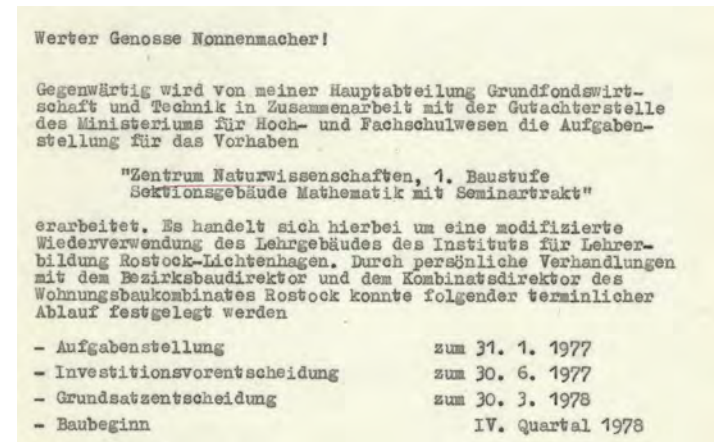 Werter Genosse Nonnenmacher!
Gegenwärtig wird von meiner Hauptabteilung Grundfondswirt-
schaft und Technik in Zusammenarbeit mit der Gutachterstelle
des Ministeriums für Hoch- und Fachschulwesen die Aufgaben-
stellung für das Vorhaben
"Zentrum Naturwissenschaften, 1. Baustufe
Sektionsgebäude Mathematik mit Seminartrakt"
erarbeitet. Es handelt sich hierbei um eine modifizierte
Wiederverwendung des Lehrgebäudes des Instituts für Lehrer-
bildung Rostock-Lichtenhagen. Durch persönliche Verhandlungen
mit dem Bezirksbaudirektor und dem Kombinatsdirektor des
Wohnungsbaukombinates Rostock konnte folgender terminlicher
Ablauf festgelegt werden
- Aufgabenstellung zum 31. 1. 1977
- Investitionsvorentscheidung zum 30. 6. 1977
- Grundsatzentscheidung zum 30. 3. 1978
- Baubeginn IV. Quartal 1978